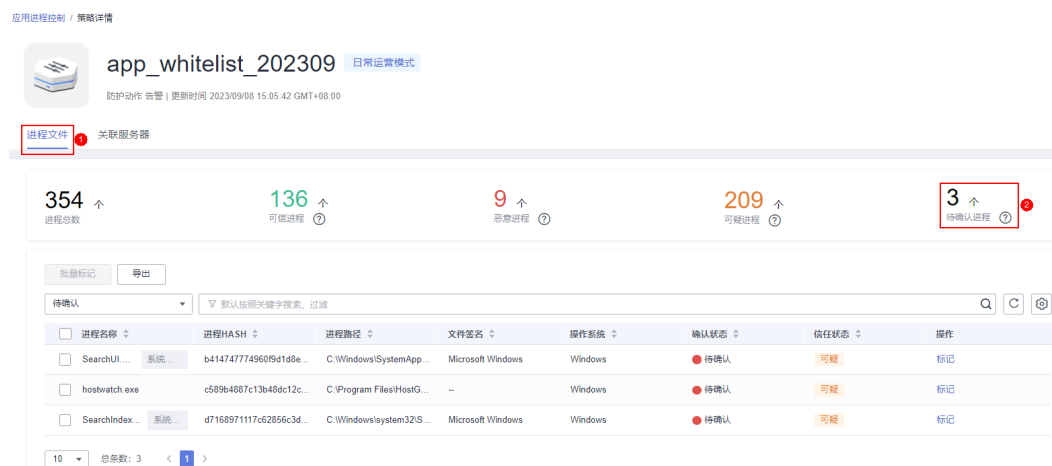 应用进程控制 / 策略详情
app_whitelist_202309 日常运营模式
防护动作 告警 | 更新时间 2023/09/08 15:05:42 GMT+08:00
进程文件 1 关联服务器
354 个 136 个 9 个 209 个 3 个 2
进程总数 可信进程 ? 恶意进程 ? 可疑进程 ? 待确认进程 ?
批量标记 导出
待确认 默认按照关键字搜索、过滤
进程名称 进程HASH 进程路径 文件签名 操作系统 确认状态 信任状态 操作
SearchUI.... 系统... b414747774960f9d1d8e... C:\Windows\SystemApp... Microsoft Windows Windows 待确认 可疑 标记
hostwatch.exe c589b4887c13b48dc12c... C:\Program Files\HostG... -- Windows 待确认 可疑 标记
SearchIndex... 系统... d7168971117c62856c3d... C:\Windows\system32\S... Microsoft Windows Windows 待确认 可疑 标记
10 总条数: 3 < 1 >